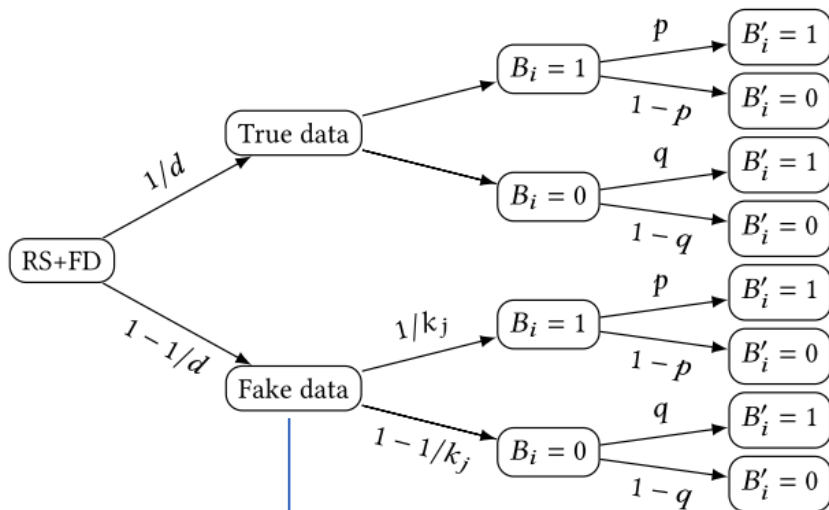 RS+FD
1/d
1 − 1/d
True data
Fake data
1/k_j
1 − 1/k_j
B_i = 1
B_i = 0
B_i = 1
B_i = 0
p
1 − p
q
1 − q
p
1 − p
q
1 − q
B'_i = 1
B'_i = 0
B'_i = 1
B'_i = 0
B'_i = 1
B'_i = 0
B'_i = 1
B'_i = 0